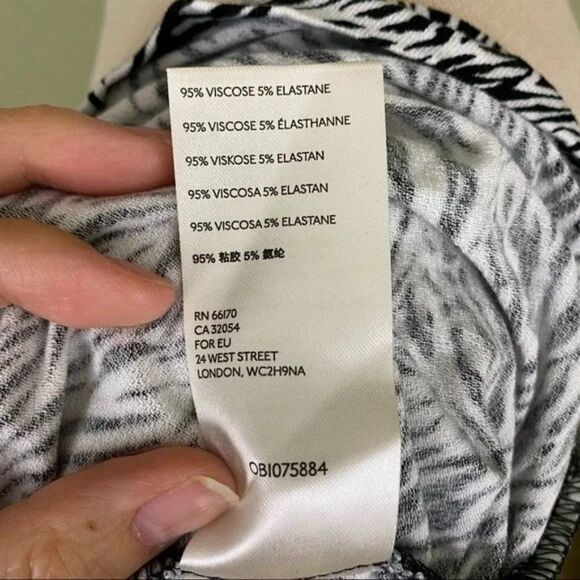 95% VISCOSE 5% ELASTANE
95% VISCOSE 5% ÉLASTHANNE
95% VISKOSE 5% ELASTAN
95% VISCOSA 5% ELASTAN
95% VISCOSA 5% ELASTANE
95% 粘胶 5% 氨纶
RN 66170
CA 32054
FOR EU
24 WEST STREET
LONDON, WC2H9NA
OB1075884